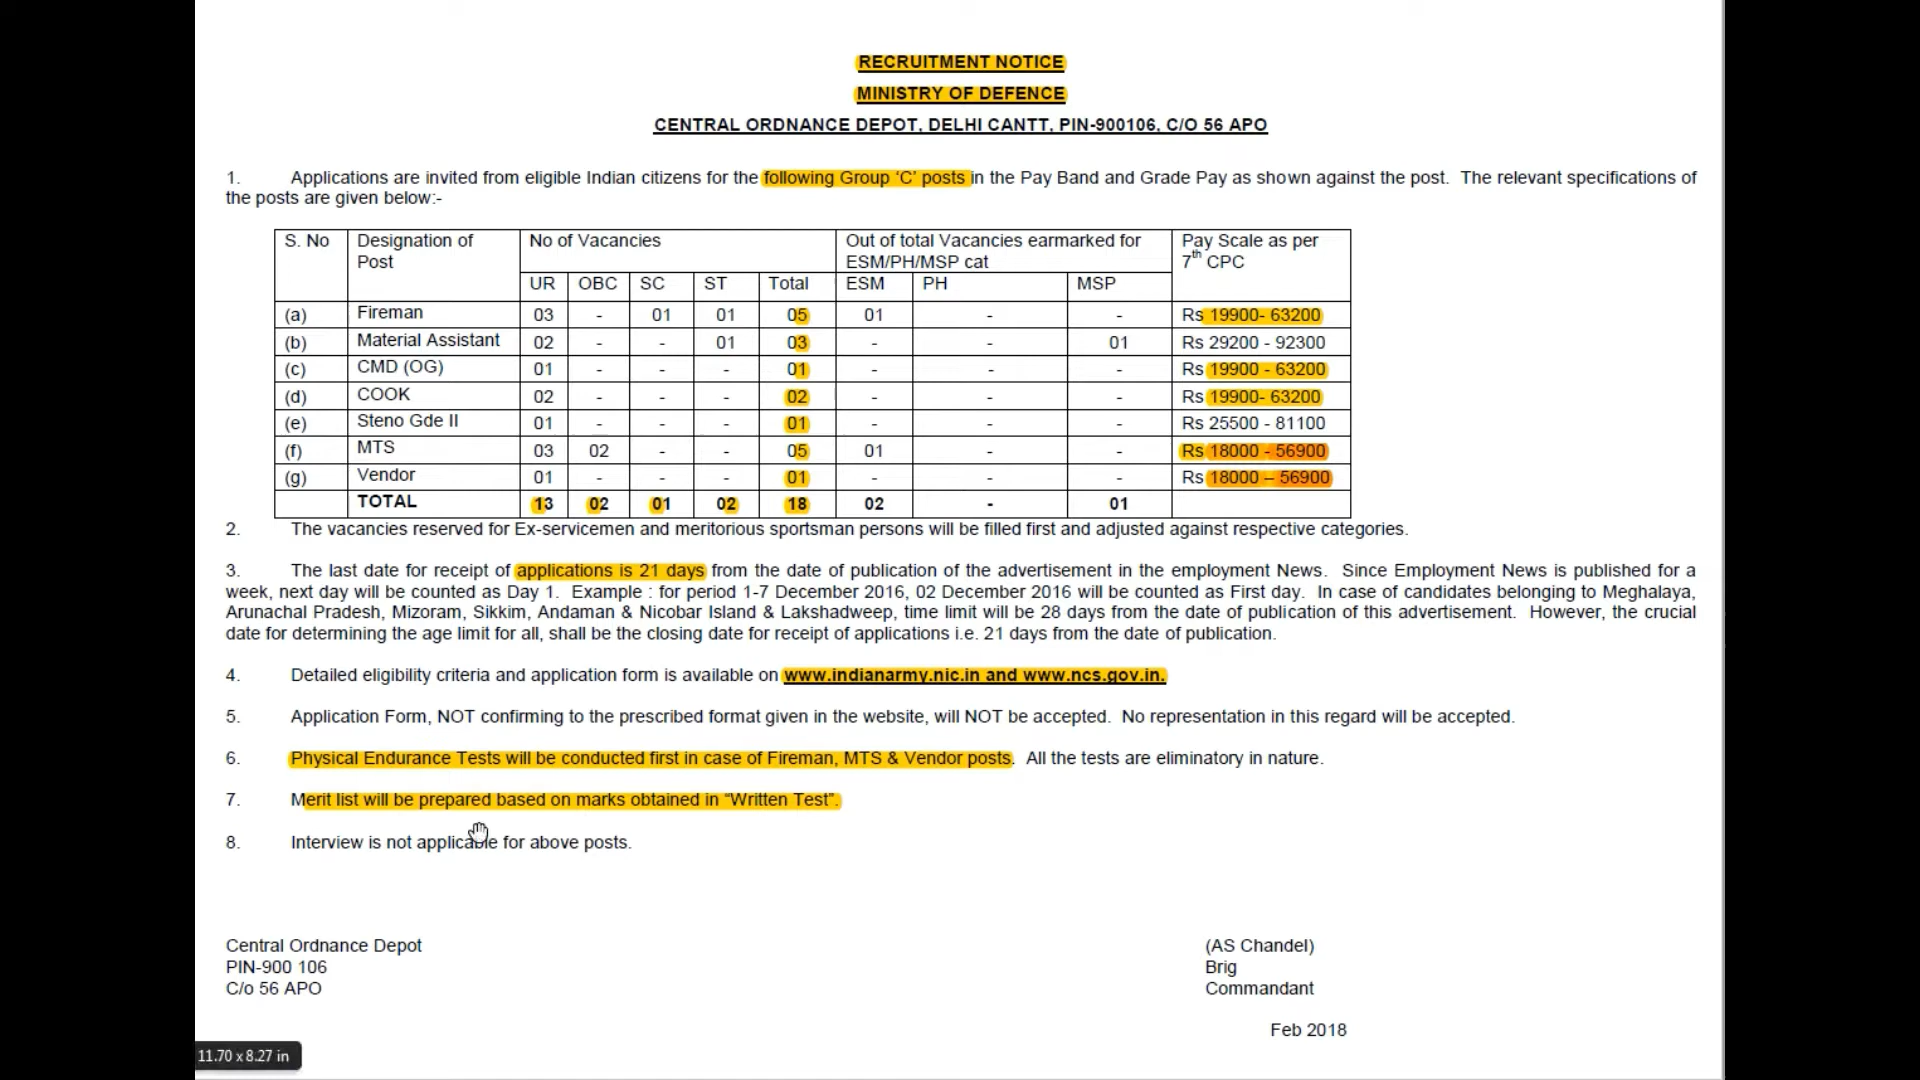 RECRUITMENT NOTICE
MINISTRY OF DEFENCE
CENTRAL ORDNANCE DEPOT, DELHI CANTT, PIN-900106, C/O 56 APO
1. Applications are invited from eligible Indian citizens for the following Group ‘C’ posts in the Pay Band and Grade Pay as shown against the post. The relevant specifications of
the posts are given below:-
S. No Designation of Post No of Vacancies Out of total Vacancies earmarked for ESM/PH/MSP cat Pay Scale as per 7th CPC
UR OBC SC ST Total ESM PH MSP
(a) Fireman 03 - 01 01 05 01 - - Rs 19900- 63200
(b) Material Assistant 02 - - 01 03 - - 01 Rs 29200 - 92300
(c) CMD (OG) 01 - - - 01 - - - Rs 19900 - 63200
(d) COOK 02 - - - 02 - - - Rs 19900- 63200
(e) Steno Gde II 01 - - - 01 - - - Rs 25500 - 81100
(f) MTS 03 02 - - 05 01 - - Rs 18000 - 56900
(g) Vendor 01 - - - 01 - - - Rs 18000 – 56900
TOTAL 13 02 01 02 18 02 - 01
2. The vacancies reserved for Ex-servicemen and meritorious sportsman persons will be filled first and adjusted against respective categories.
3. The last date for receipt of applications is 21 days from the date of publication of the advertisement in the employment News. Since Employment News is published for a
week, next day will be counted as Day 1. Example : for period 1-7 December 2016, 02 December 2016 will be counted as First day. In case of candidates belonging to Meghalaya,
Arunachal Pradesh, Mizoram, Sikkim, Andaman & Nicobar Island & Lakshadweep, time limit will be 28 days from the date of publication of this advertisement. However, the crucial
date for determining the age limit for all, shall be the closing date for receipt of applications i.e. 21 days from the date of publication.
4. Detailed eligibility criteria and application form is available on www.indianarmy.nic.in and www.ncs.gov.in.
5. Application Form, NOT confirming to the prescribed format given in the website, will NOT be accepted. No representation in this regard will be accepted.
6. Physical Endurance Tests will be conducted first in case of Fireman, MTS & Vendor posts. All the tests are eliminatory in nature.
7. Merit list will be prepared based on marks obtained in “Written Test”.
8. Interview is not applicable for above posts.
Central Ordnance Depot
PIN-900 106
C/o 56 APO
(AS Chandel)
Brig
Commandant
Feb 2018
11.70 x 8.27 in